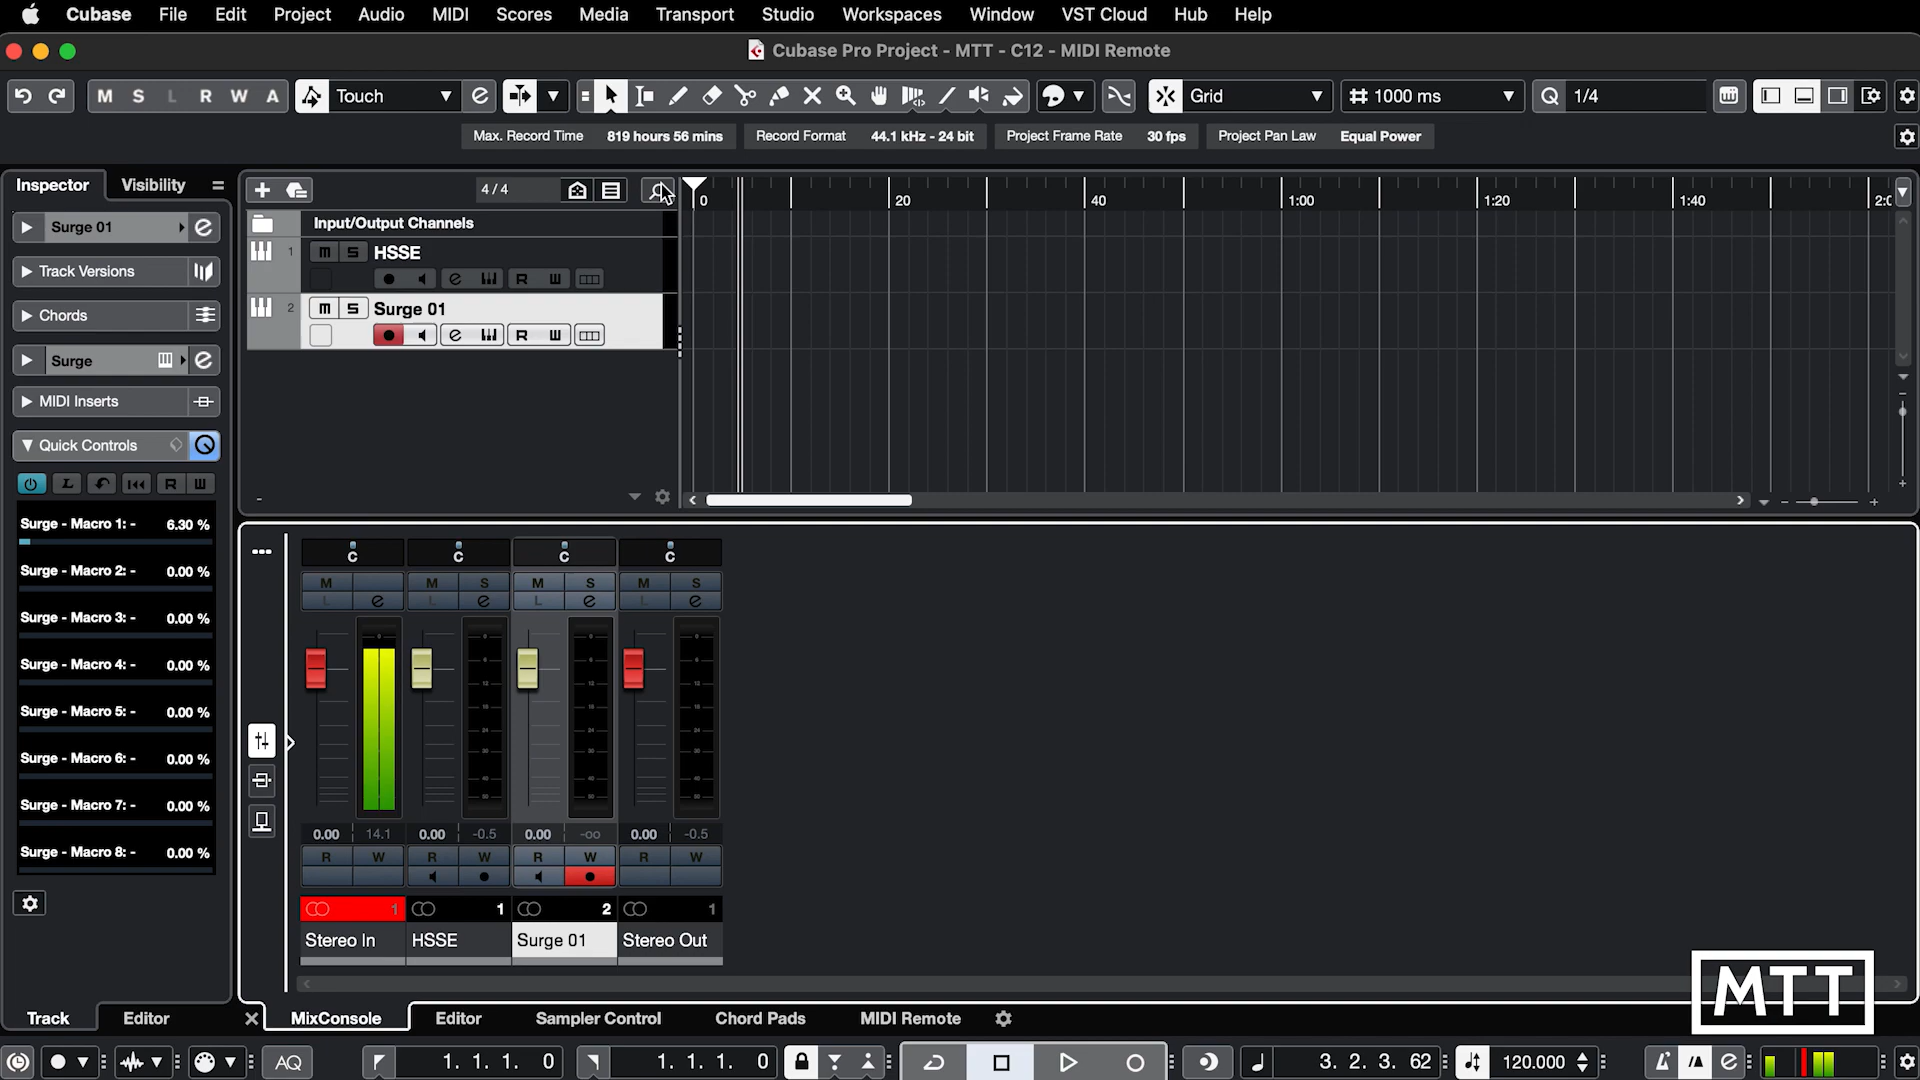 Cubase File Edit Project Audio MIDI Scores Media Transport Studio Workspaces Window VST Cloud Hub Help
Cubase Pro Project - MTT - C12 - MIDI Remote
M S L R W A Touch Grid 1000 ms Q 1/4
Max. Record Time 819 hours 56 mins Record Format 44.1 kHz - 24 bit Project Frame Rate 30 fps Project Pan Law Equal Power
Inspector Visibility
4 / 4
0 20 40 1:00 1:20 1:40
Surge 01
Input/Output Channels
1 m S HSSE
R
Track Versions
2 m S Surge 01
R
Chords
Surge
MIDI Inserts
Quick Controls
L R
Surge - Macro 1: - 6.30 %
Surge - Macro 2: - 0.00 %
Surge - Macro 3: - 0.00 %
Surge - Macro 4: - 0.00 %
Surge - Macro 5: - 0.00 %
Surge - Macro 6: - 0.00 %
Surge - Macro 7: - 0.00 %
Surge - Macro 8: - 0.00 %
C C C C
M M S M S M S
L e L e L e L e
0.00 14.1 0.00 -0.5 0.00 -oo 0.00 -0.5
R W R W R W R W
1 1 2 1
Stereo In HSSE Surge 01 Stereo Out
MTT
Track Editor MixConsole Editor Sampler Control Chord Pads MIDI Remote
AQ 1. 1. 1. 0 1. 1. 1. 0 3. 2. 3. 62 120.000